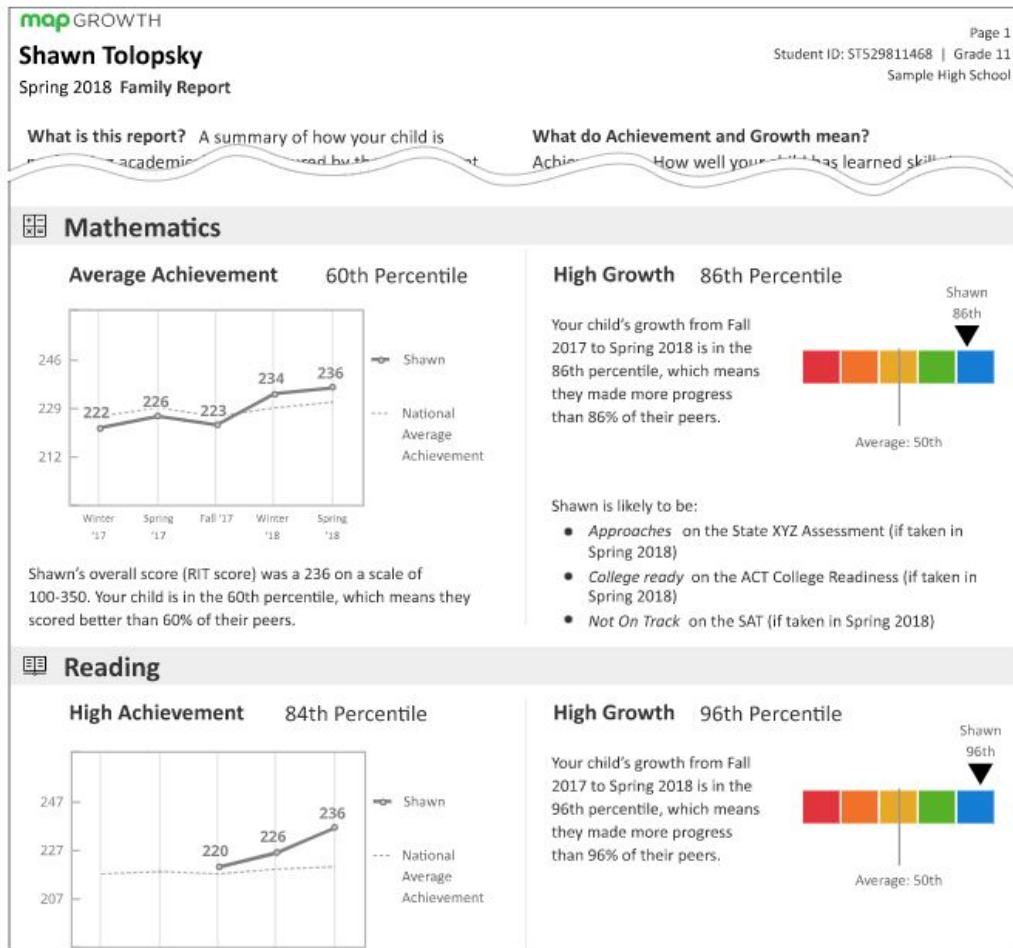 map GROWTH
Shawn Tolopsky
Spring 2018 Family Report
Page 1
Student ID: ST529811468 | Grade 11
Sample High School
What is this report? A summary of how your child is
What do Achievement and Growth mean?
How well your child has learned
Mathematics
Average Achievement 60th Percentile
246
229
212
222
226
223
234
236
Shawn
National
Average
Achievement
Winter '17
Spring '17
Fall '17
Winter '18
Spring '18
Shawn's overall score (RIT score) was a 236 on a scale of
100-350. Your child is in the 60th percentile, which means they
scored better than 60% of their peers.
High Growth 86th Percentile
Your child's growth from Fall
2017 to Spring 2018 is in the
86th percentile, which means
they made more progress
than 86% of their peers.
Shawn
86th
Average: 50th
Shawn is likely to be:
• Approaches on the State XYZ Assessment (if taken in
Spring 2018)
• College ready on the ACT College Readiness (if taken in
Spring 2018)
• Not On Track on the SAT (if taken in Spring 2018)
Reading
High Achievement 84th Percentile
247
227
207
220
226
236
Shawn
National
Average
Achievement
High Growth 96th Percentile
Your child's growth from Fall
2017 to Spring 2018 is in the
96th percentile, which means
they made more progress
than 96% of their peers.
Shawn
96th
Average: 50th